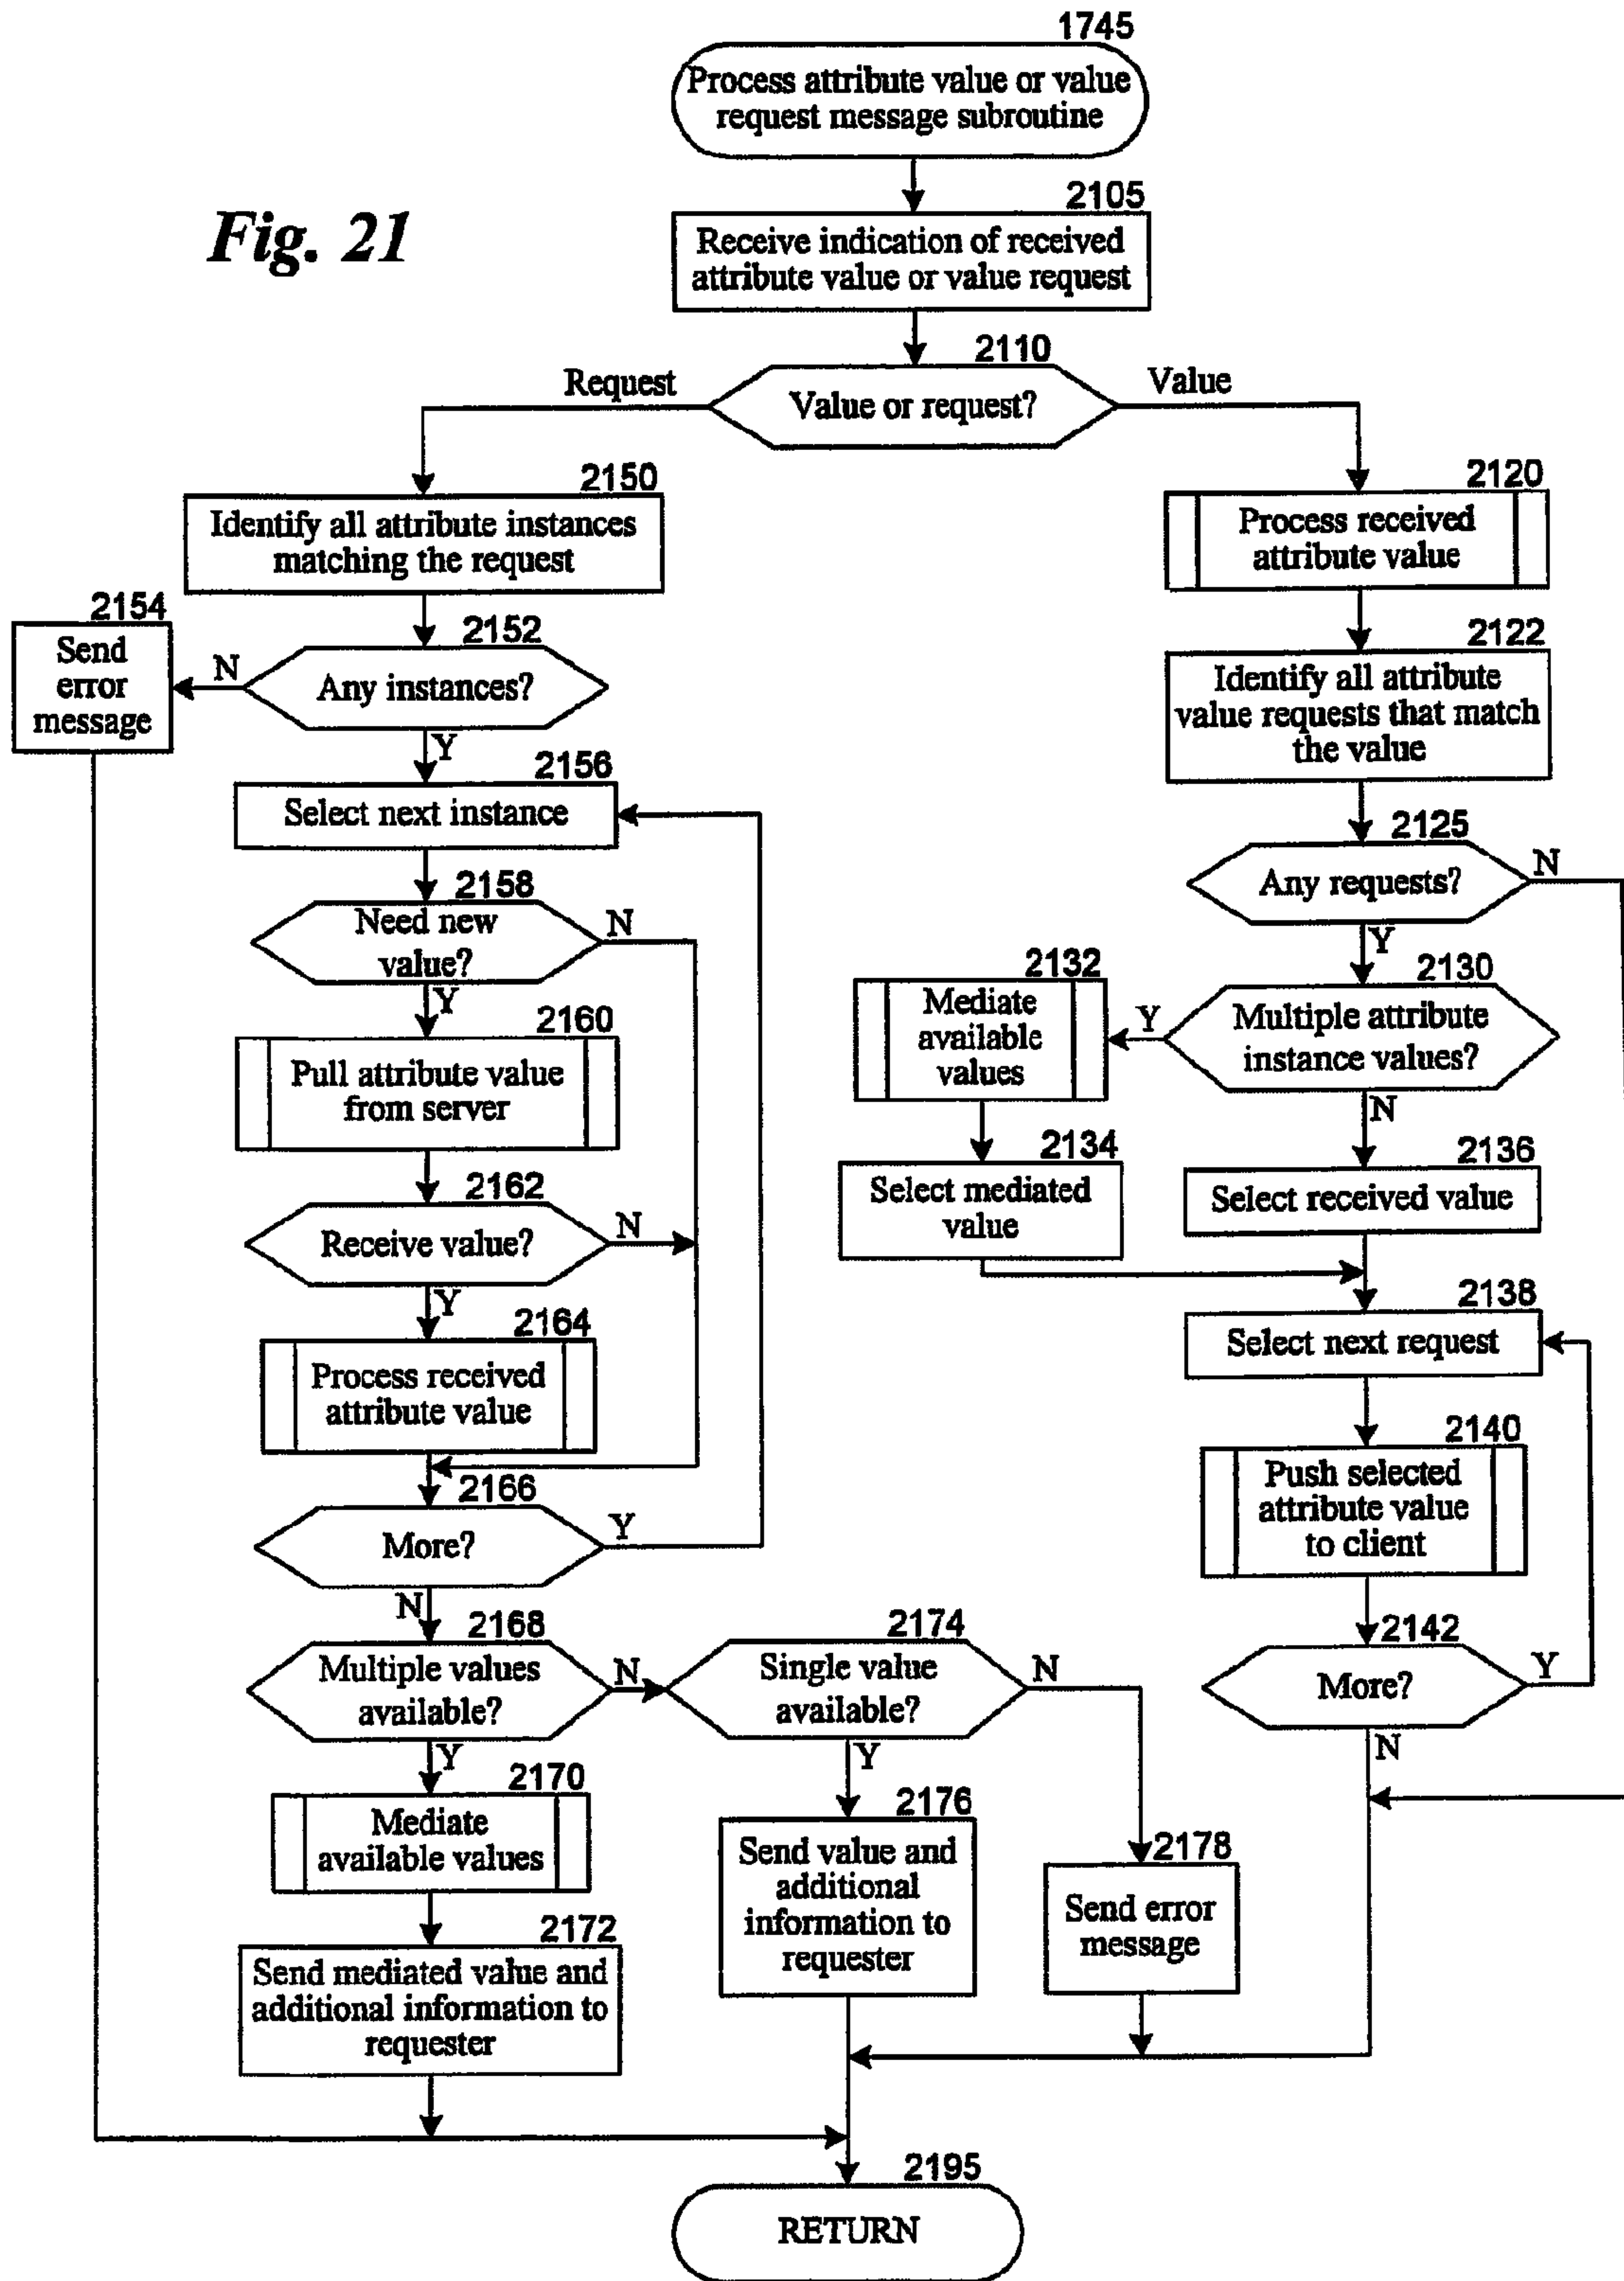 1745
Process attribute value or value
request message subroutine
Fig. 21
2105
Receive indication of received
attribute value or value request
2110
Request
Value or request?
Value
2150
Identify all attribute instances
matching the request
2120
Process received
attribute value
2154
Send
error
message
2152
N
Any instances?
Y
2122
Identify all attribute
value requests that match
the value
2156
Select next instance
2125
Any requests?
N
Y
2158
Need new
value?
N
Y
2132
Mediate
available
values
2130
Y
Multiple attribute
instance values?
N
2160
Pull attribute value
from server
2134
Select mediated
value
2136
Select received value
2162
Receive value?
N
Y
2138
Select next request
2164
Process received
attribute value
2140
Push selected
attribute value
to client
2166
More?
Y
N
2168
Multiple values
available?
N
Y
2174
Single value
available?
N
Y
2142
More?
Y
N
2170
Mediate
available values
2176
Send value and
additional
information to
requester
2178
Send error
message
2172
Send mediated value and
additional information to
requester
2195
RETURN